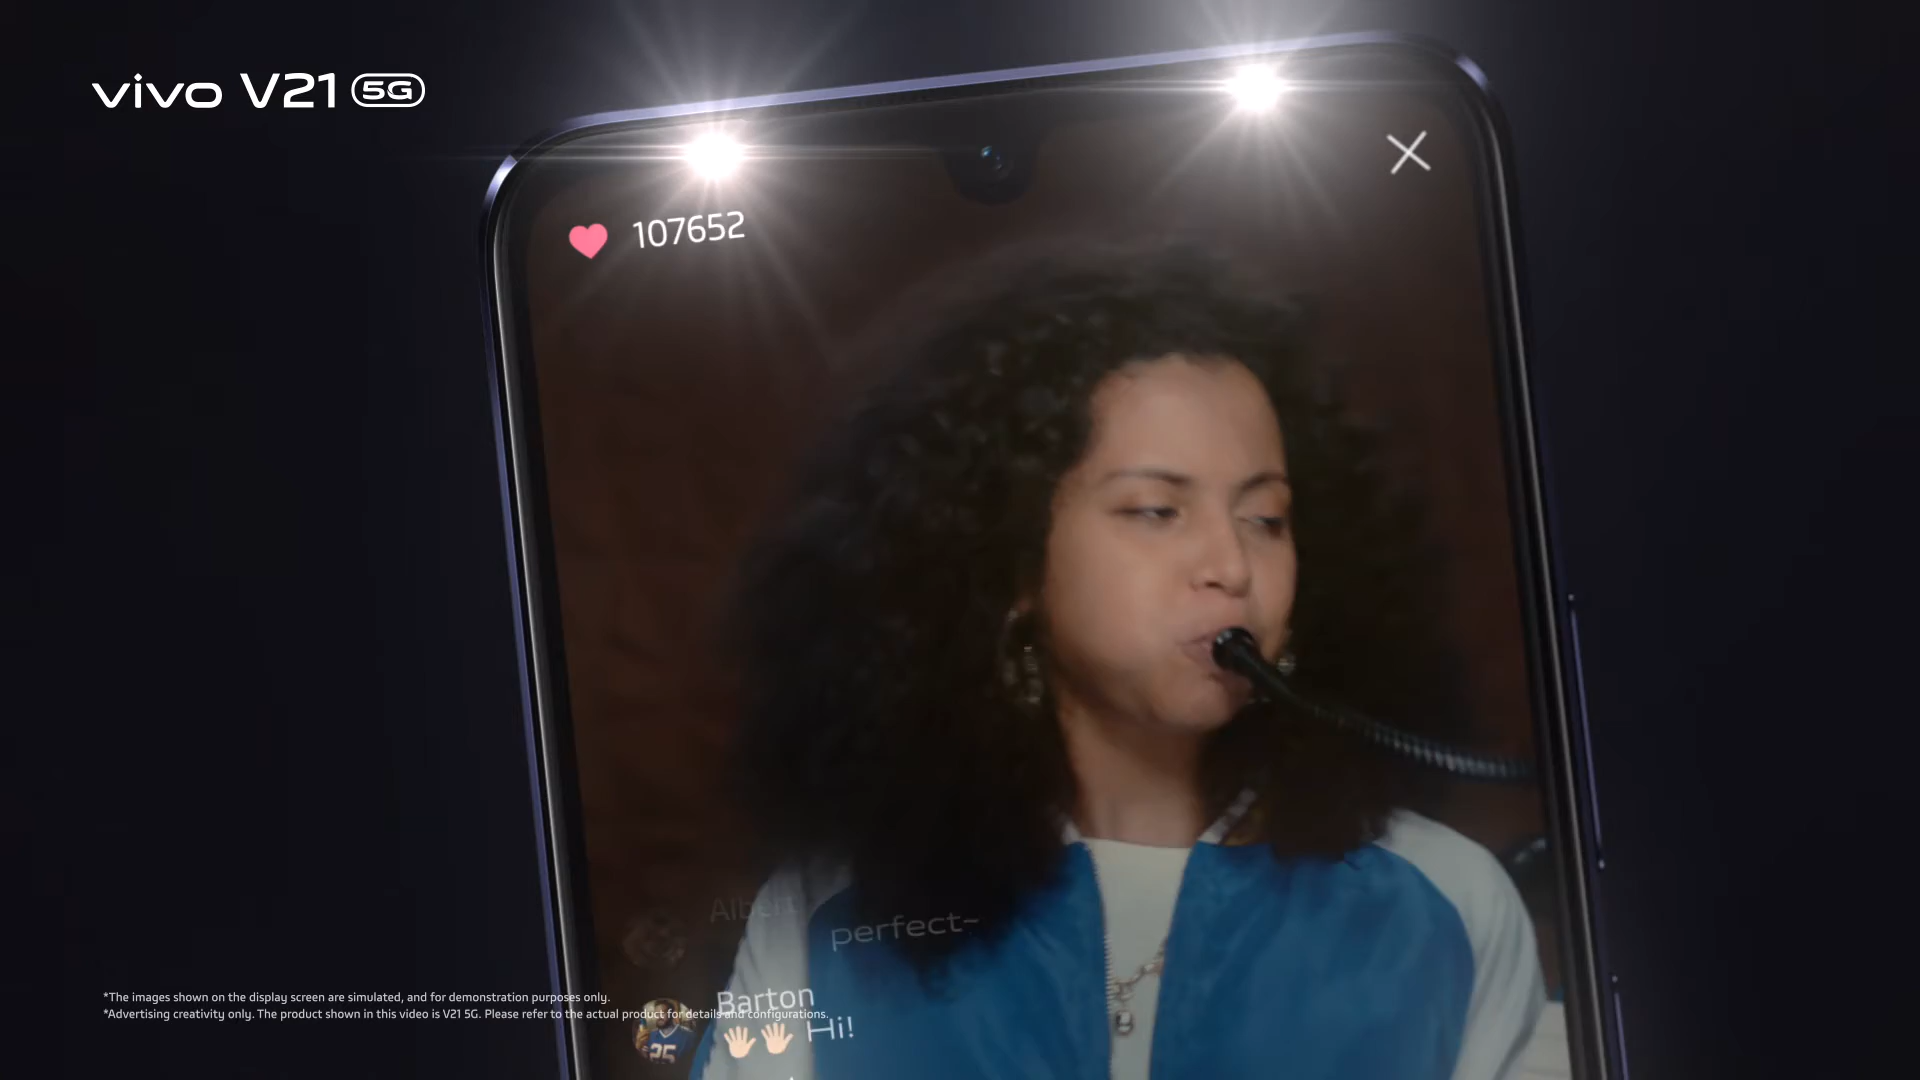 vivo V21 5G
107652
Albert
perfect~
Barton
Hi!
*The images shown on the display screen are simulated, and for demonstration purposes only.
*Advertising creativity only. The product shown in this video is V21 5G. Please refer to the actual product for details and configurations.
25